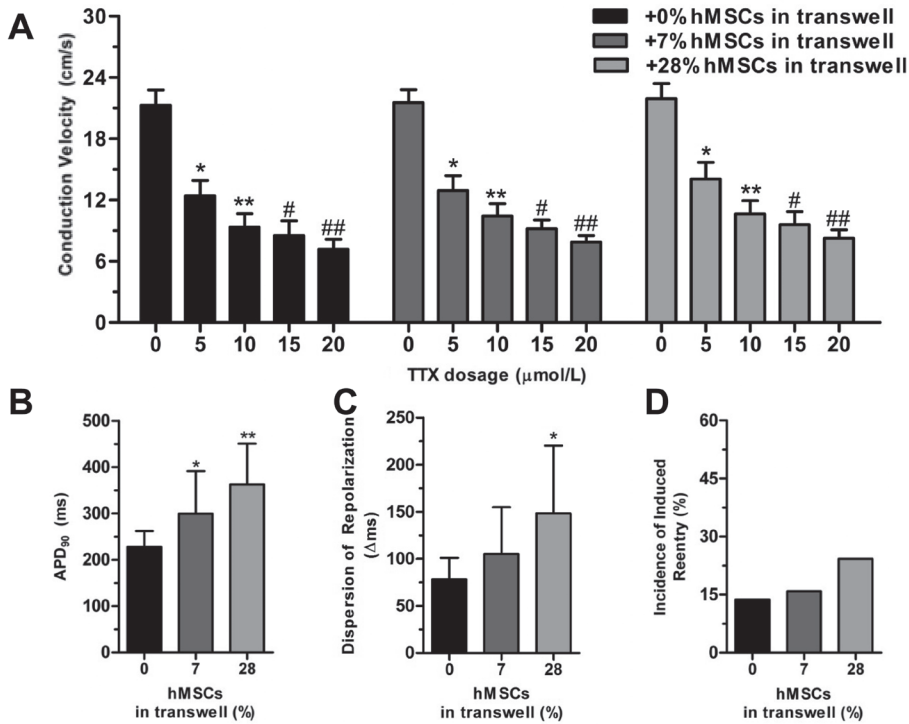 A
+0% hMSCs in transwell
+7% hMSCs in transwell
+28% hMSCs in transwell
Conduction Velocity (cm/s)
30
24
18
12
6
0
* ** # ##
* ** # ##
* ** # ##
0 5 10 15 20
0 5 10 15 20
0 5 10 15 20
TTX dosage (μmol/L)
B
APD90 (ms)
500
400
300
200
100
0
* **
0 7 28
hMSCs
in transwell (%)
C
Dispersion of Repolarization
(Δms)
250
200
150
100
50
0
*
0 7 28
hMSCs
in transwell (%)
D
Incidence of Induced
Reentry (%)
60
45
30
15
0
0 7 28
hMSCs
in transwell (%)